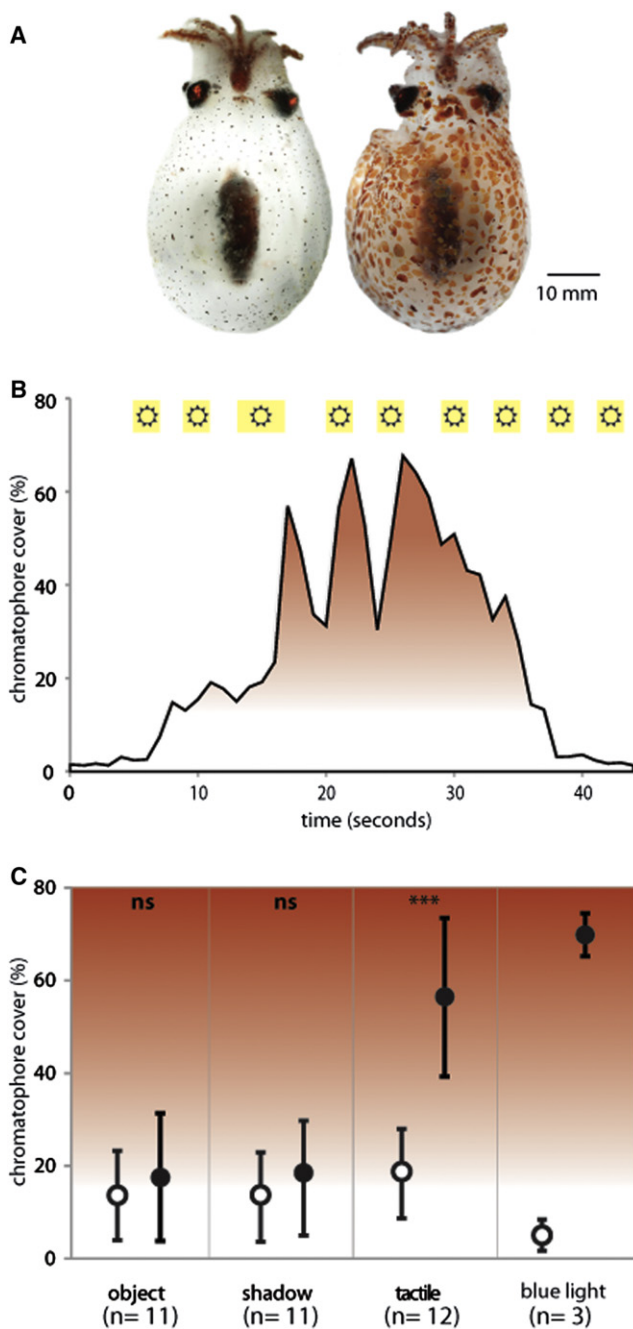 A
10 mm
B
80
60
40
20
0
chromatophore cover (%)
0 10 20 30 40
time (seconds)
C
80
60
40
20
0
chromatophore cover (%)
ns ns ***
object shadow tactile blue light
(n= 11) (n= 11) (n= 12) (n= 3)